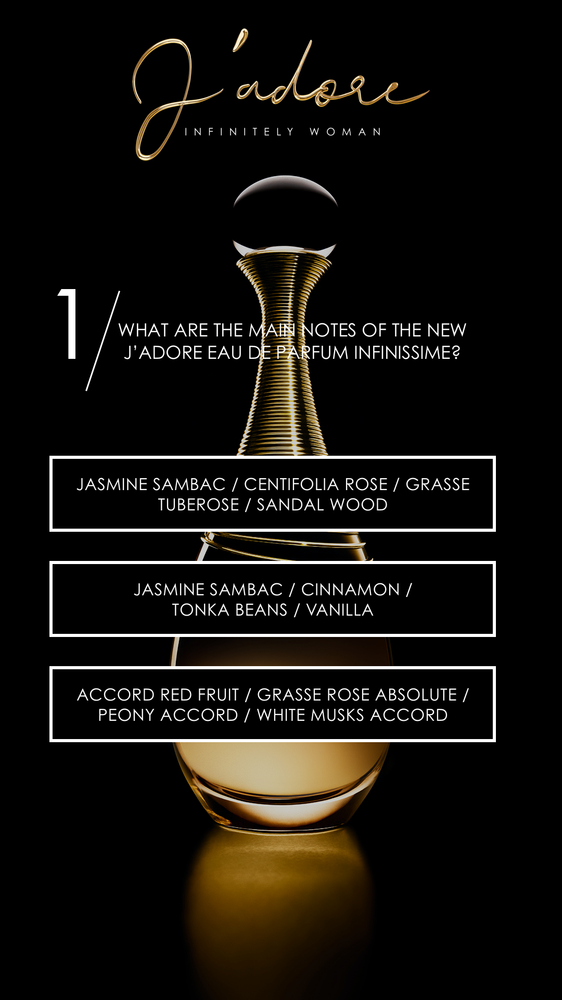 J'adore
INFINITELY WOMAN
1/
WHAT ARE THE MAIN NOTES OF THE NEW
J'ADORE EAU DE PARFUM INFINISSIME?
JASMINE SAMBAC / CENTIFOLIA ROSE / GRASSE
TUBEROSE / SANDAL WOOD
JASMINE SAMBAC / CINNAMON /
TONKA BEANS / VANILLA
ACCORD RED FRUIT / GRASSE ROSE ABSOLUTE /
PEONY ACCORD / WHITE MUSKS ACCORD